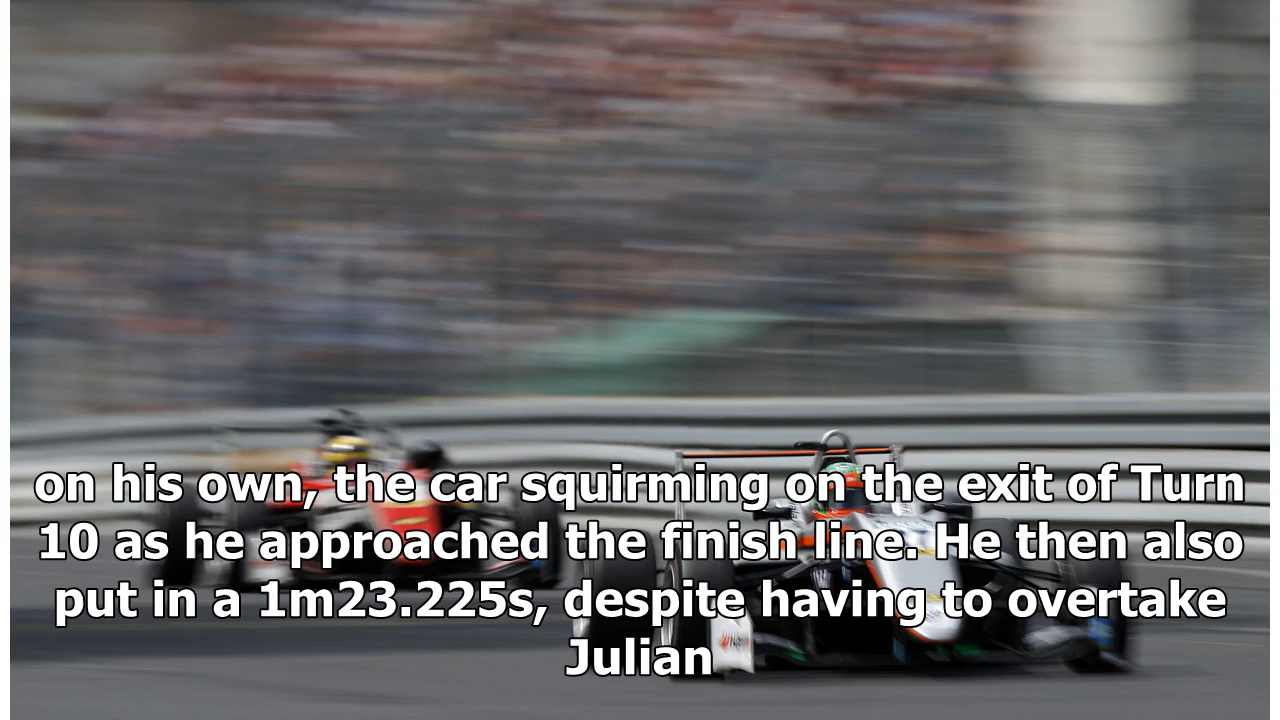 on his own, the car squirming on the exit of Turn
10 as he approached the finish line. He then also
put in a 1m23.225s, despite having to overtake
Julian